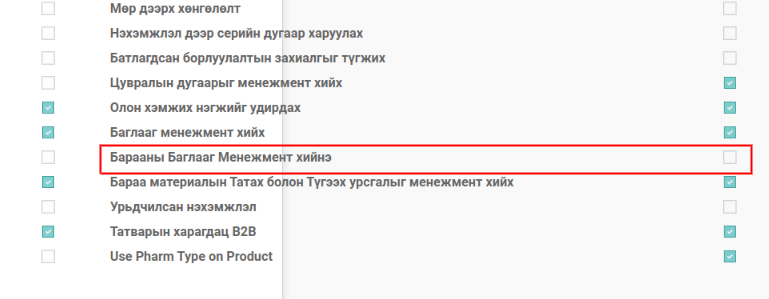 Мөр дээрх хөнгөлөлт
Нэхэмжлэл дээр серийн дугаар харуулах
Батлагдсан борлуулалтын захиалгыг түгжих
Цувралын дугаарыг менежмент хийх
Олон хэмжих нэгжийг удирдах
Баглааг менежмент хийх
Барааны Баглааг Менежмент хийнэ
Бараа материалын Татах болон Түгээх урсгалыг менежмент хийх
Урьдчилсан нэхэмжлэл
Татварын харагдац B2B
Use Pharm Type on Product